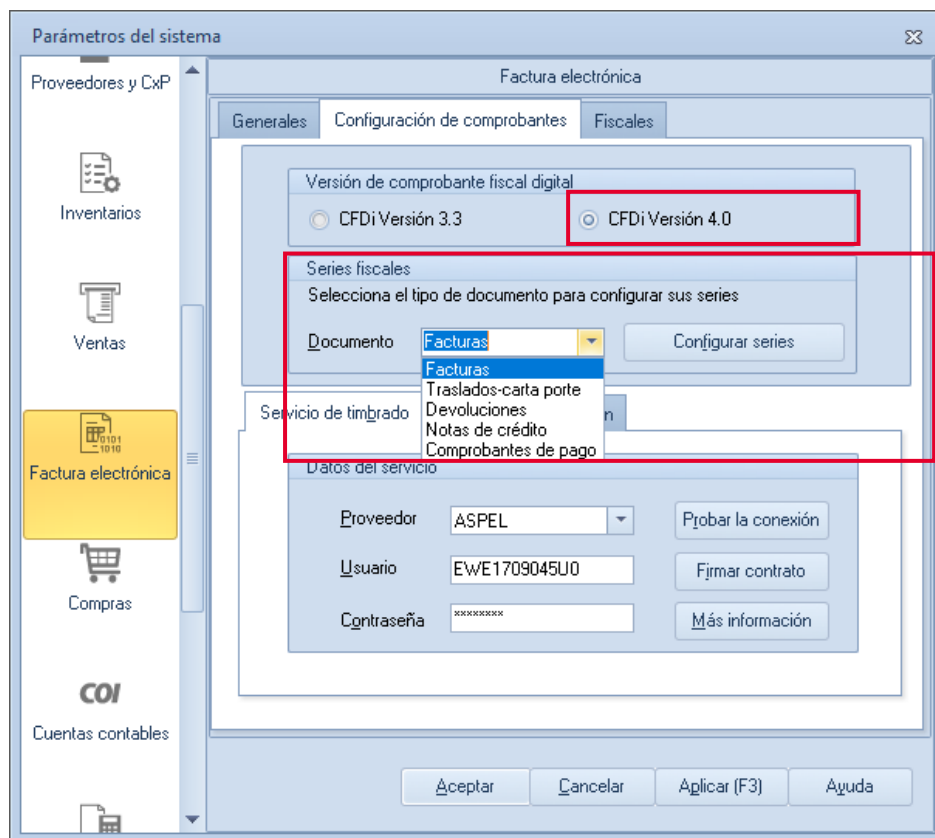 Parámetros del sistema
Proveedores y CxP
Inventarios
Ventas
0101
1010
Factura electrónica
Compras
COI
Cuentas contables
Factura electrónica
Generales Configuración de comprobantes Fiscales
Versión de comprobante fiscal digital
CFDi Versión 3.3 CFDi Versión 4.0
Series fiscales
Selecciona el tipo de documento para configurar sus series
Documento Facturas Configurar series
Facturas
Traslados-carta porte
Devoluciones
Notas de crédito
Comprobantes de pago
Servicio de timbrado n
Datos del servicio
Proveedor ASPEL Probar la conexión
Usuario EWE1709045U0 Firmar contrato
Contraseña ******** Más información
Aceptar Cancelar Aplicar (F3) Ayuda